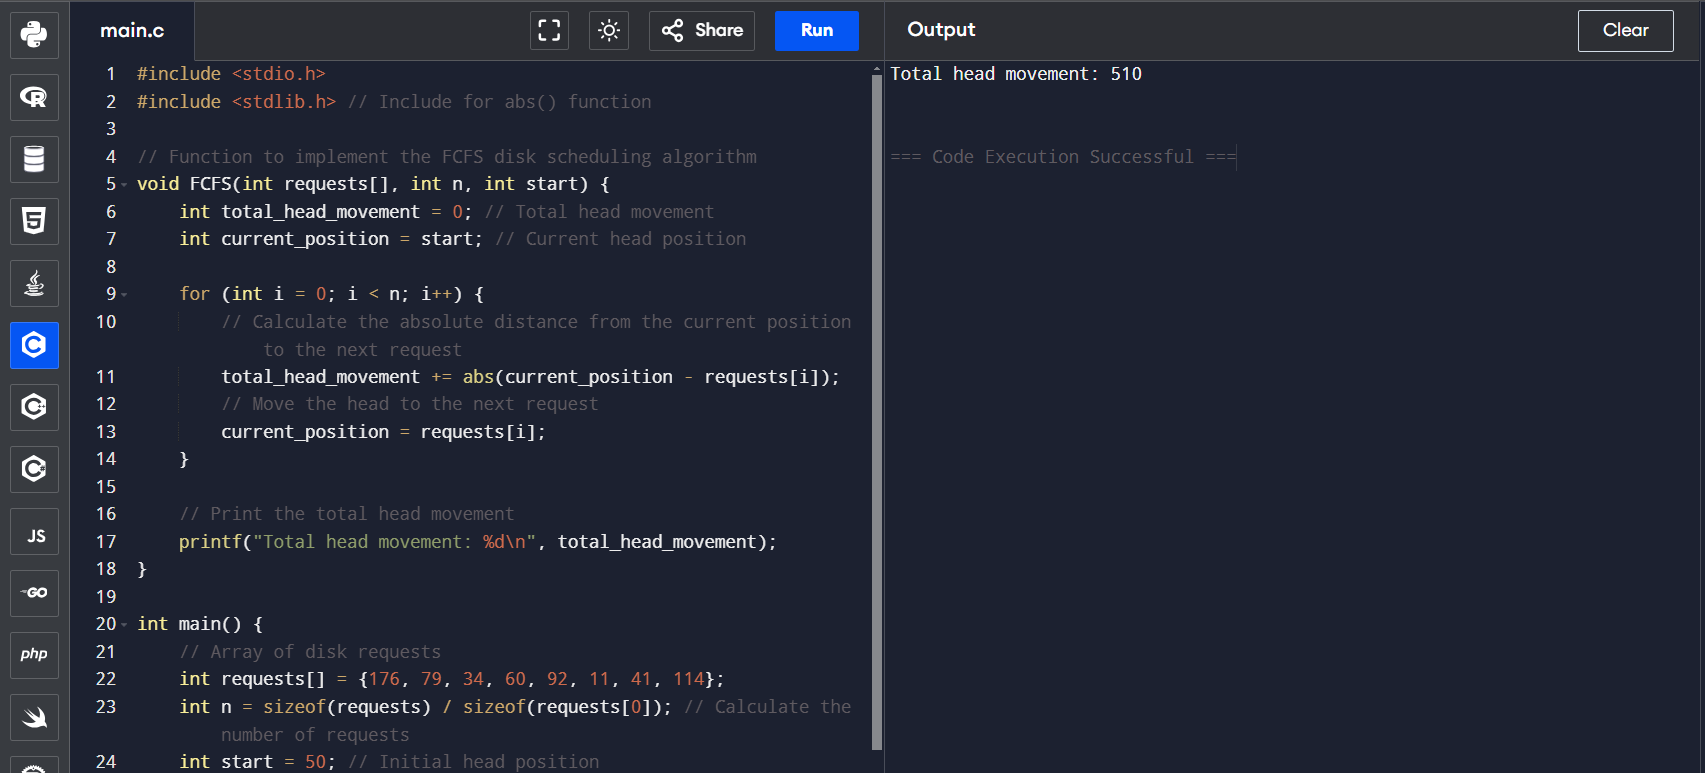 main.c
Share
Run
Output
Clear
1 #include <stdio.h>
2 #include <stdlib.h> // Include for abs() function
3
4 // Function to implement the FCFS disk scheduling algorithm
5 void FCFS(int requests[], int n, int start) {
6     int total_head_movement = 0; // Total head movement
7     int current_position = start; // Current head position
8
9     for (int i = 0; i < n; i++) {
10         // Calculate the absolute distance from the current position
to the next request
11         total_head_movement += abs(current_position - requests[i]);
12         // Move the head to the next request
13         current_position = requests[i];
14     }
15
16     // Print the total head movement
17     printf("Total head movement: %d\n", total_head_movement);
18 }
19
20 int main() {
21     // Array of disk requests
22     int requests[] = {176, 79, 34, 60, 92, 11, 41, 114};
23     int n = sizeof(requests) / sizeof(requests[0]); // Calculate the
number of requests
24     int start = 50; // Initial head position
Total head movement: 510
=== Code Execution Successful ===
R
5
C
C++
C#
JS
GO
php